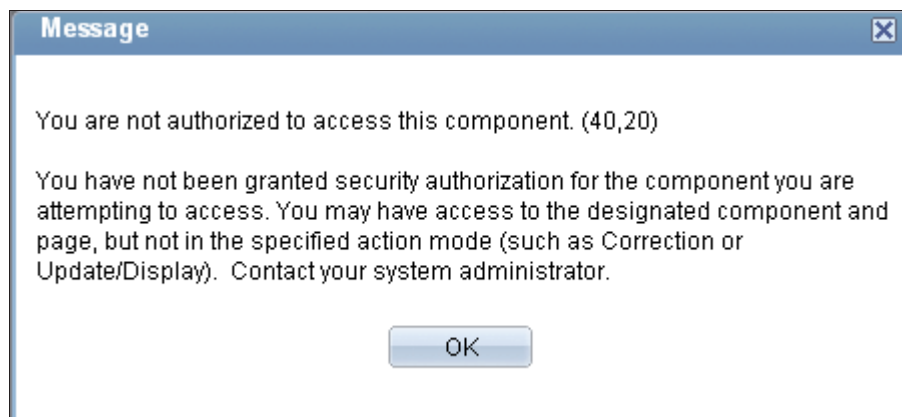 Message
You are not authorized to access this component. (40,20)
You have not been granted security authorization for the component you are
attempting to access. You may have access to the designated component and
page, but not in the specified action mode (such as Correction or
Update/Display).  Contact your system administrator.
OK